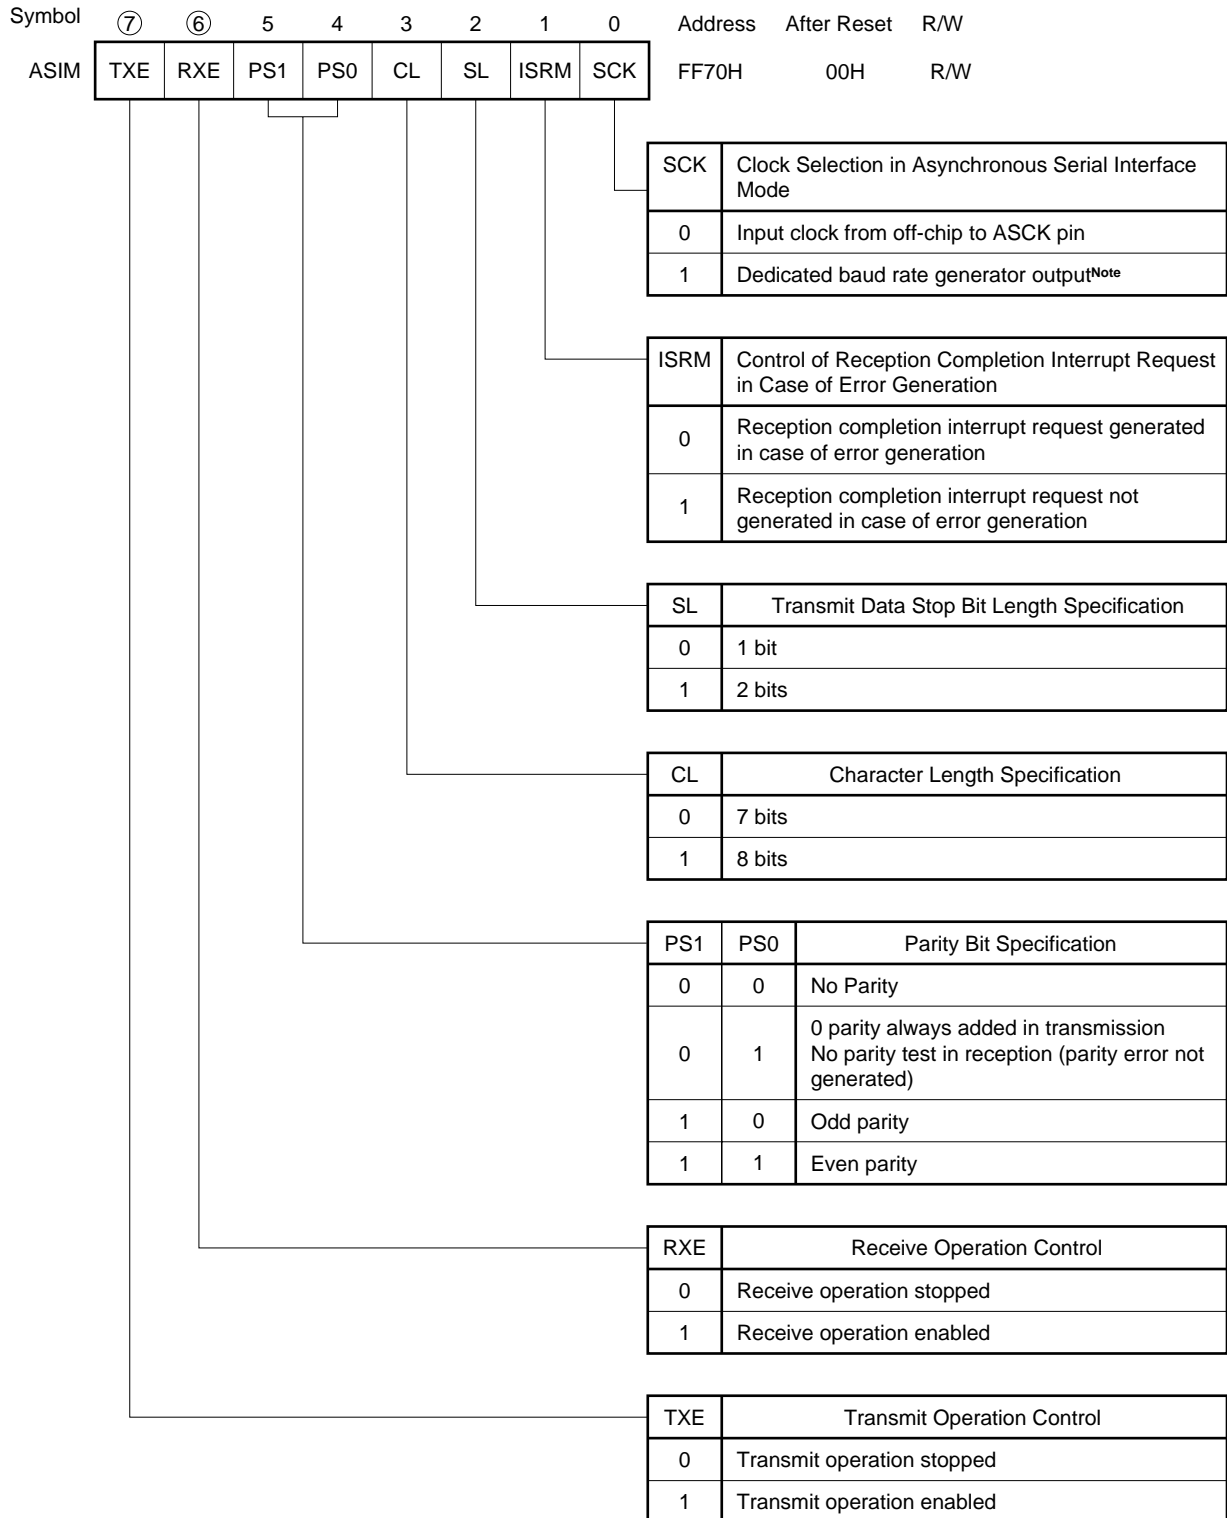 Symbol ⑦ ⑥ 5 4 3 2 1 0 Address After Reset R/W
ASIM TXE RXE PS1 PS0 CL SL ISRM SCK FF70H 00H R/W
SCK Clock Selection in Asynchronous Serial Interface
Mode
0 Input clock from off-chip to ASCK pin
1 Dedicated baud rate generator output Note
ISRM Control of Reception Completion Interrupt Request
in Case of Error Generation
0 Reception completion interrupt request generated
in case of error generation
1 Reception completion interrupt request not
generated in case of error generation
SL Transmit Data Stop Bit Length Specification
0 1 bit
1 2 bits
CL Character Length Specification
0 7 bits
1 8 bits
PS1 PS0 Parity Bit Specification
0 0 No Parity
0 1 0 parity always added in transmission
No parity test in reception (parity error not
generated)
1 0 Odd parity
1 1 Even parity
RXE Receive Operation Control
0 Receive operation stopped
1 Receive operation enabled
TXE Transmit Operation Control
0 Transmit operation stopped
1 Transmit operation enabled